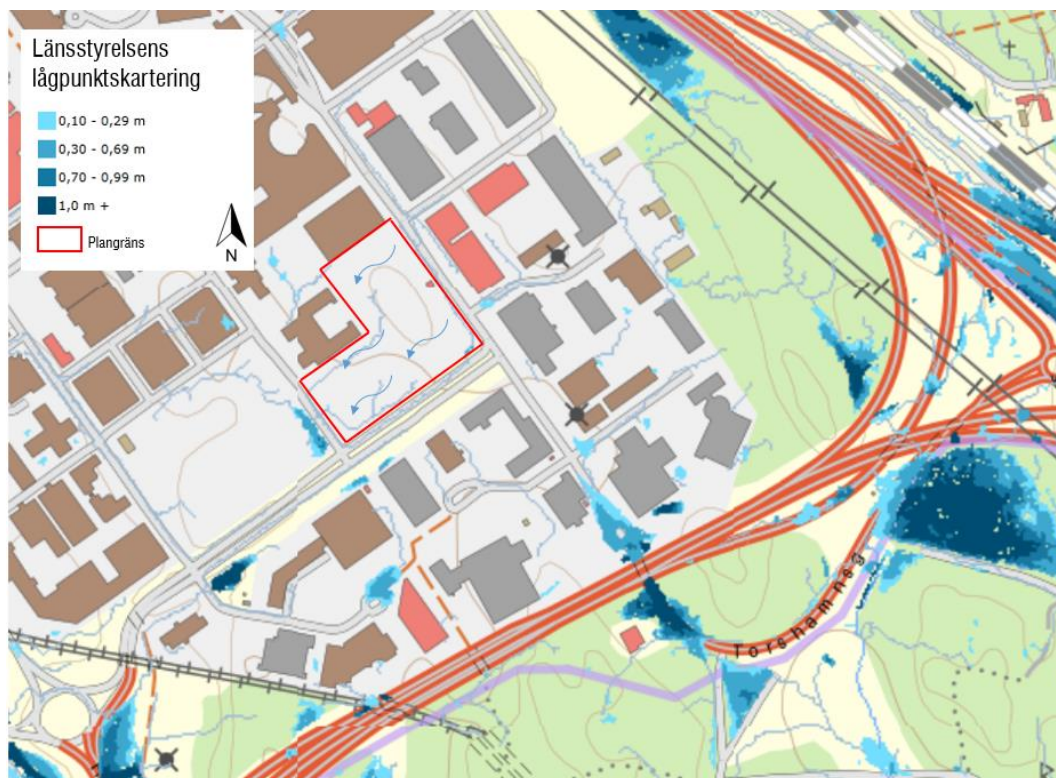 Länsstyrelsens
lågpunktskartering
0,10 - 0,29 m
0,30 - 0,69 m
0,70 - 0,99 m
1,0 m +
Plangräns
N
Torshamnsg